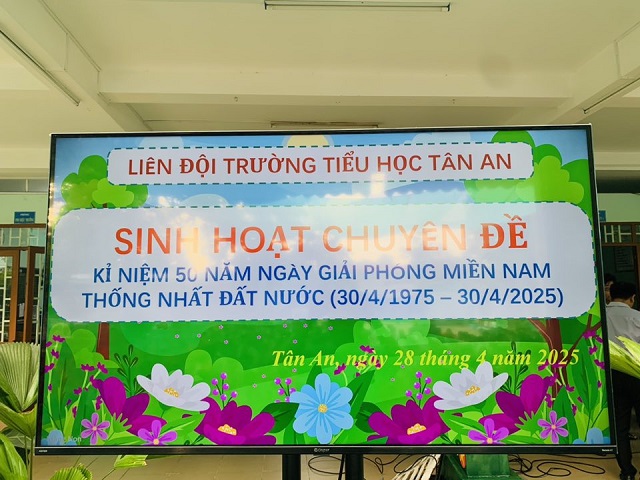 LIÊN ĐỘI TRƯỜNG TIỂU HỌC TÂN AN
SINH HOẠT CHUYÊN ĐỀ
KỈ NIỆM 50 NĂM NGÀY GIẢI PHÓNG MIỀN NAM
THỐNG NHẤT ĐẤT NƯỚC (30/4/1975 – 30/4/2025)
Tân An, ngày 28 tháng 4 năm 2025